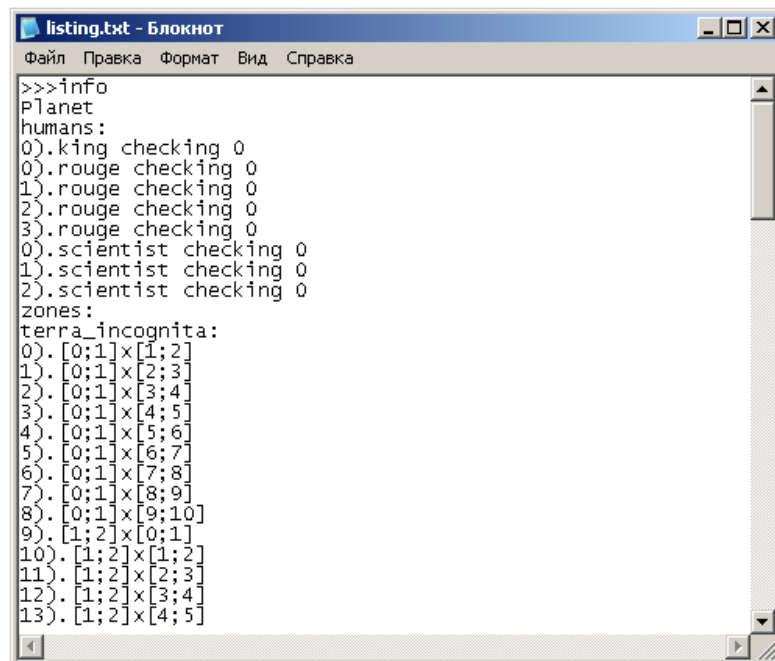 listing.txt - Блокнот
Файл Правка Формат Вид Справка
>>>info
Planet
humans:
0).king checking 0
0).rouge checking 0
1).rouge checking 0
2).rouge checking 0
3).rouge checking 0
0).scientist checking 0
1).scientist checking 0
2).scientist checking 0
zones:
terra_incognita:
0).[0;1]x[1;2]
1).[0;1]x[2;3]
2).[0;1]x[3;4]
3).[0;1]x[4;5]
4).[0;1]x[5;6]
5).[0;1]x[6;7]
6).[0;1]x[7;8]
7).[0;1]x[8;9]
8).[0;1]x[9;10]
9).[1;2]x[0;1]
10).[1;2]x[1;2]
11).[1;2]x[2;3]
12).[1;2]x[3;4]
13).[1;2]x[4;5]